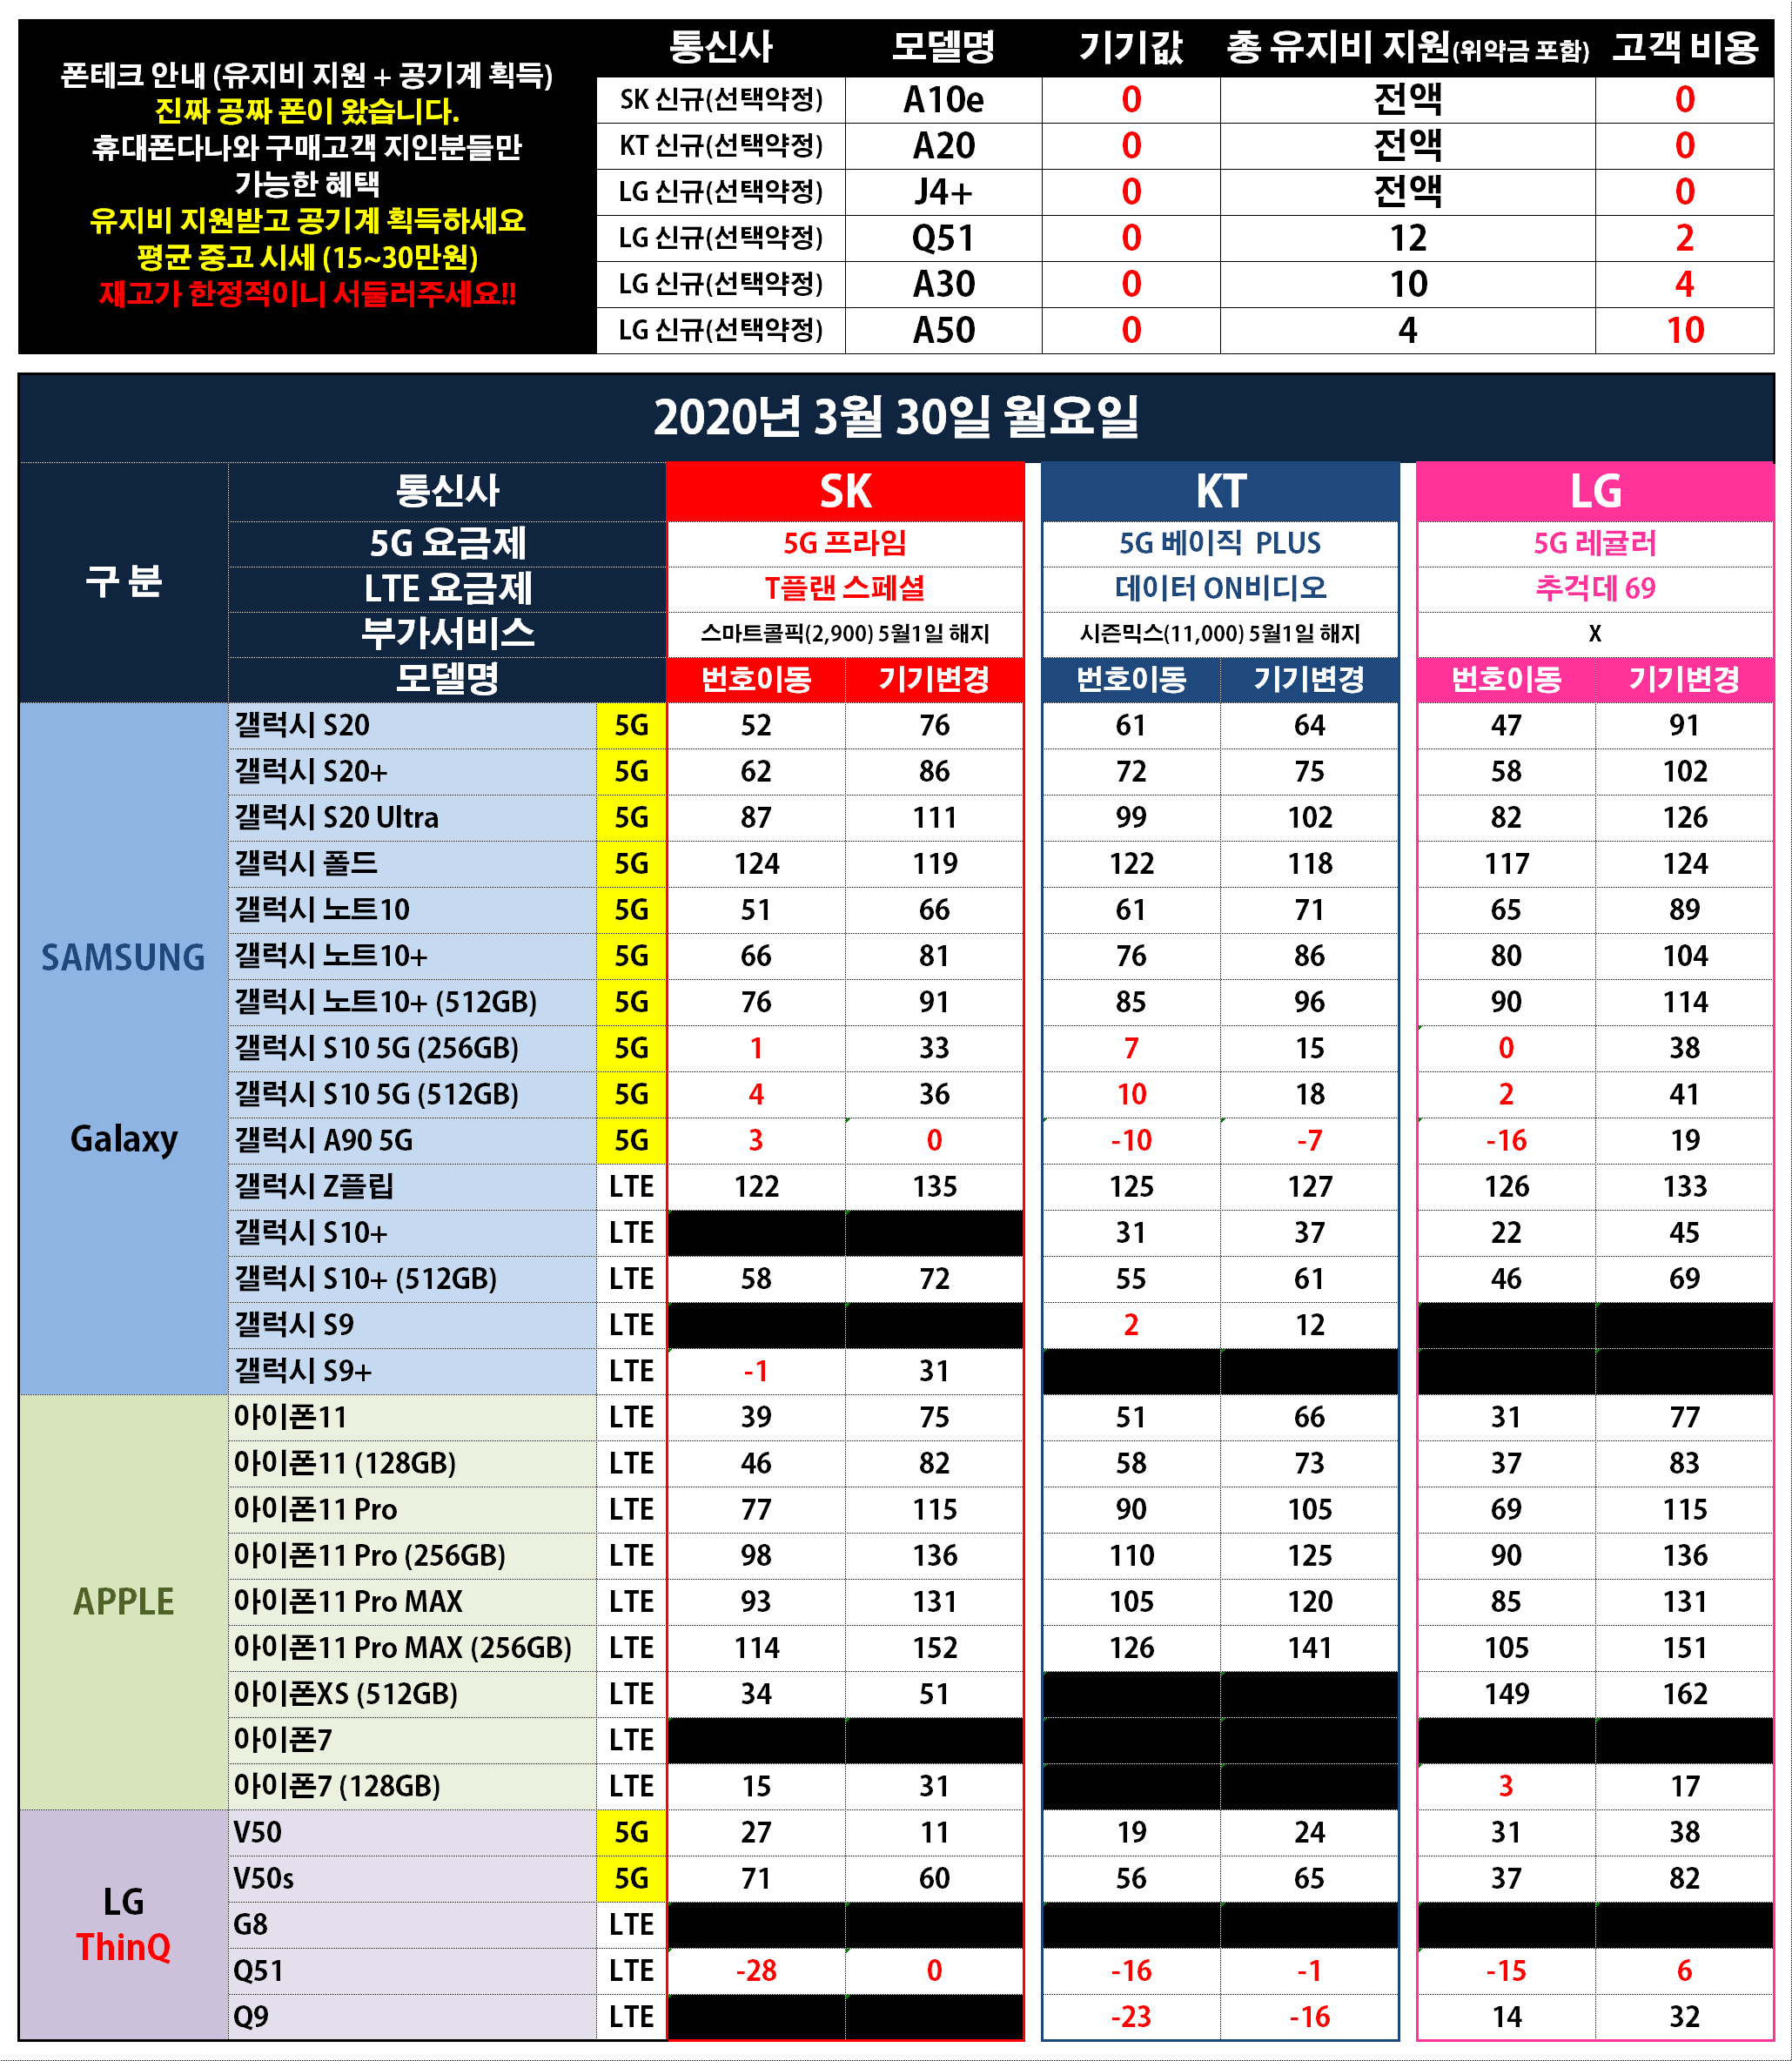 폰테크 안내 (유지비 지원 + 공기계 획득)
진짜 공짜 폰이 왔습니다.
휴대폰다나와 구매고객 지인분들만
가능한 혜택
유지비 지원받고 공기계 획득하세요
평균 중고 시세 (15~30만원)
재고가 한정적이니 서둘러주세요!!
통신사 모델명 기기값 총 유지비 지원(위약금 포함) 고객 비용
SK 신규(선택약정) A10e 0 전액 0
KT 신규(선택약정) A20 0 전액 0
LG 신규(선택약정) J4+ 0 전액 0
LG 신규(선택약정) Q51 0 12 2
LG 신규(선택약정) A30 0 10 4
LG 신규(선택약정) A50 0 4 10
2020년 3월 30일 월요일
구 분
통신사 SK KT LG
5G 요금제 5G 프라임 5G 베이직 PLUS 5G 레귤러
LTE 요금제 T플랜 스페셜 데이터 ON비디오 추걱데 69
부가서비스 스마트콜픽(2,900) 5월1일 해지 시즌믹스(11,000) 5월1일 해지 X
모델명 번호이동 기기변경 번호이동 기기변경 번호이동 기기변경
SAMSUNG
Galaxy
갤럭시 S20 5G 52 76 61 64 47 91
갤럭시 S20+ 5G 62 86 72 75 58 102
갤럭시 S20 Ultra 5G 87 111 99 102 82 126
갤럭시 폴드 5G 124 119 122 118 117 124
갤럭시 노트10 5G 51 66 61 71 65 89
갤럭시 노트10+ 5G 66 81 76 86 80 104
갤럭시 노트10+ (512GB) 5G 76 91 85 96 90 114
갤럭시 S10 5G (256GB) 5G 1 33 7 15 0 38
갤럭시 S10 5G (512GB) 5G 4 36 10 18 2 41
갤럭시 A90 5G 5G 3 0 -10 -7 -16 19
갤럭시 Z플립 LTE 122 135 125 127 126 133
갤럭시 S10+ LTE 31 37 22 45
갤럭시 S10+ (512GB) LTE 58 72 55 61 46 69
갤럭시 S9 LTE 2 12
갤럭시 S9+ LTE -1 31
APPLE
아이폰11 LTE 39 75 51 66 31 77
아이폰11 (128GB) LTE 46 82 58 73 37 83
아이폰11 Pro LTE 77 115 90 105 69 115
아이폰11 Pro (256GB) LTE 98 136 110 125 90 136
아이폰11 Pro MAX LTE 93 131 105 120 85 131
아이폰11 Pro MAX (256GB) LTE 114 152 126 141 105 151
아이폰XS (512GB) LTE 34 51 149 162
아이폰7 LTE
아이폰7 (128GB) LTE 15 31 3 17
LG
ThinQ
V50 5G 27 11 19 24 31 38
V50s 5G 71 60 56 65 37 82
G8 LTE
Q51 LTE -28 0 -16 -1 -15 6
Q9 LTE -23 -16 14 32